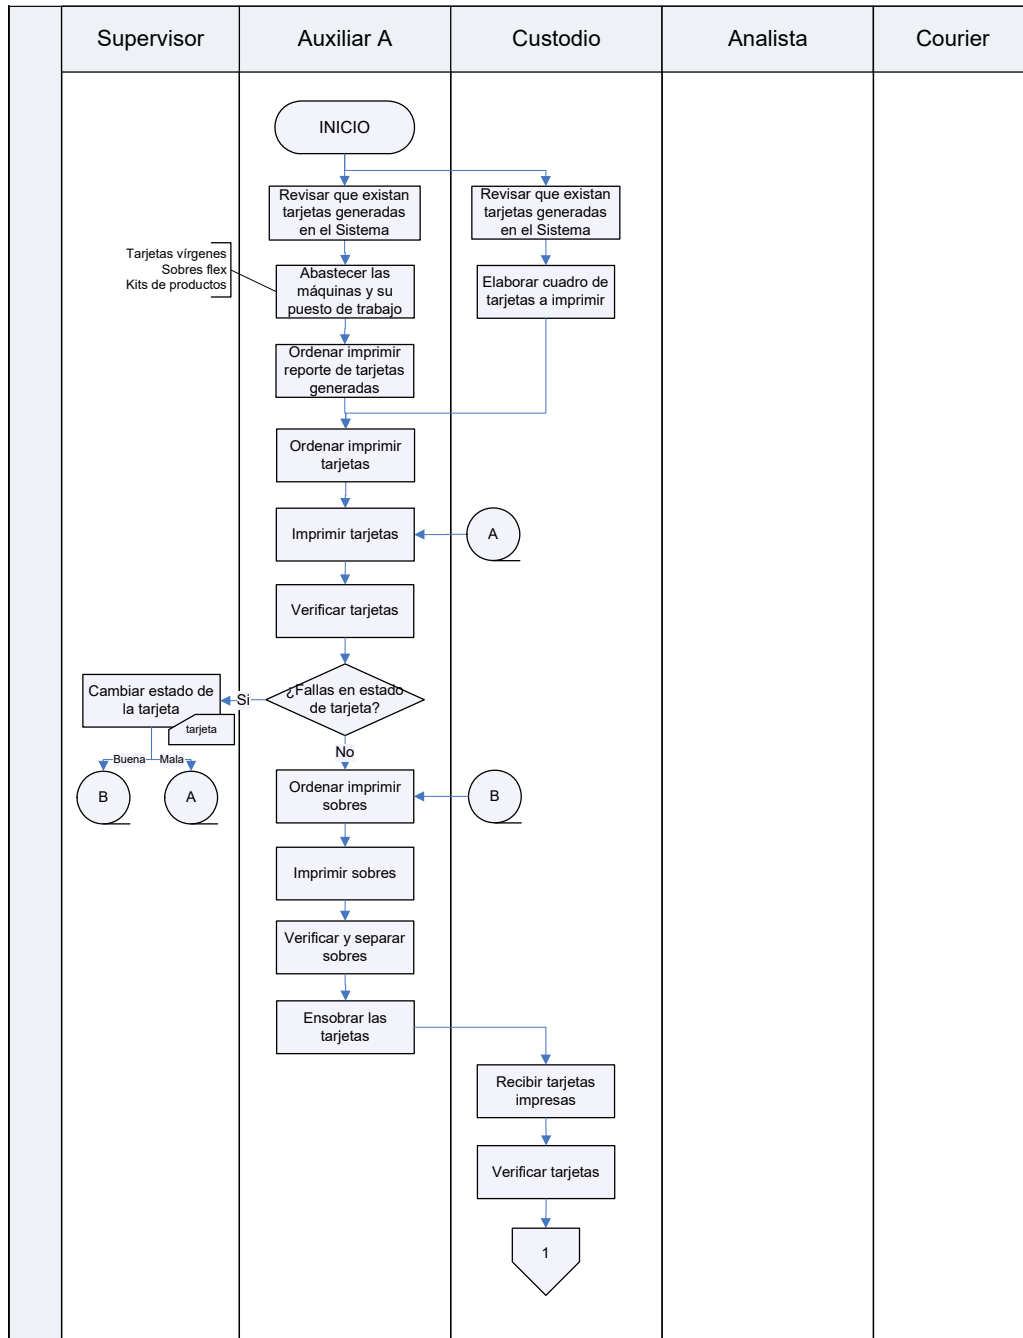 Supervisor
Auxiliar A
Custodio
Analista
Courier
INICIO
Revisar que existan
tarjetas generadas
en el Sistema
Revisar que existan
tarjetas generadas
en el Sistema
Tarjetas vírgenes
Sobres flex
Kits de productos
Abastecer las
máquinas y su
puesto de trabajo
Elaborar cuadro de
tarjetas a imprimir
Ordenar imprimir
reporte de tarjetas
generadas
Ordenar imprimir
tarjetas
Imprimir tarjetas
A
Verificar tarjetas
¿Fallas en estado
de tarjeta?
Si
Cambiar estado de
la tarjeta
tarjeta
No
Buena
Mala
B
A
Ordenar imprimir
sobres
B
Imprimir sobres
Verificar y separar
sobres
Ensobrar las
tarjetas
Recibir tarjetas
impresas
Verificar tarjetas
1